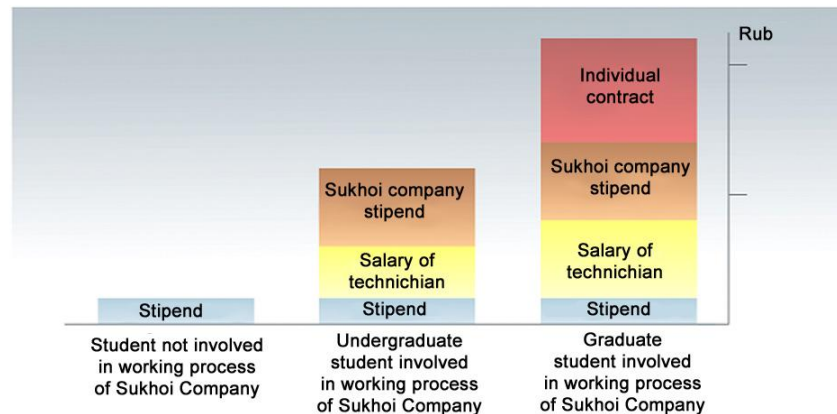 Rub
Individual
contract
Sukhoi company
stipend
Salary of
technichian
Stipend
Sukhoi company
stipend
Salary of
technichian
Stipend
Stipend
Student not involved
in working process
of Sukhoi Company
Undergraduate
student involved
in working process
of Sukhoi Company
Graduate
student involved
in working process
of Sukhoi Company